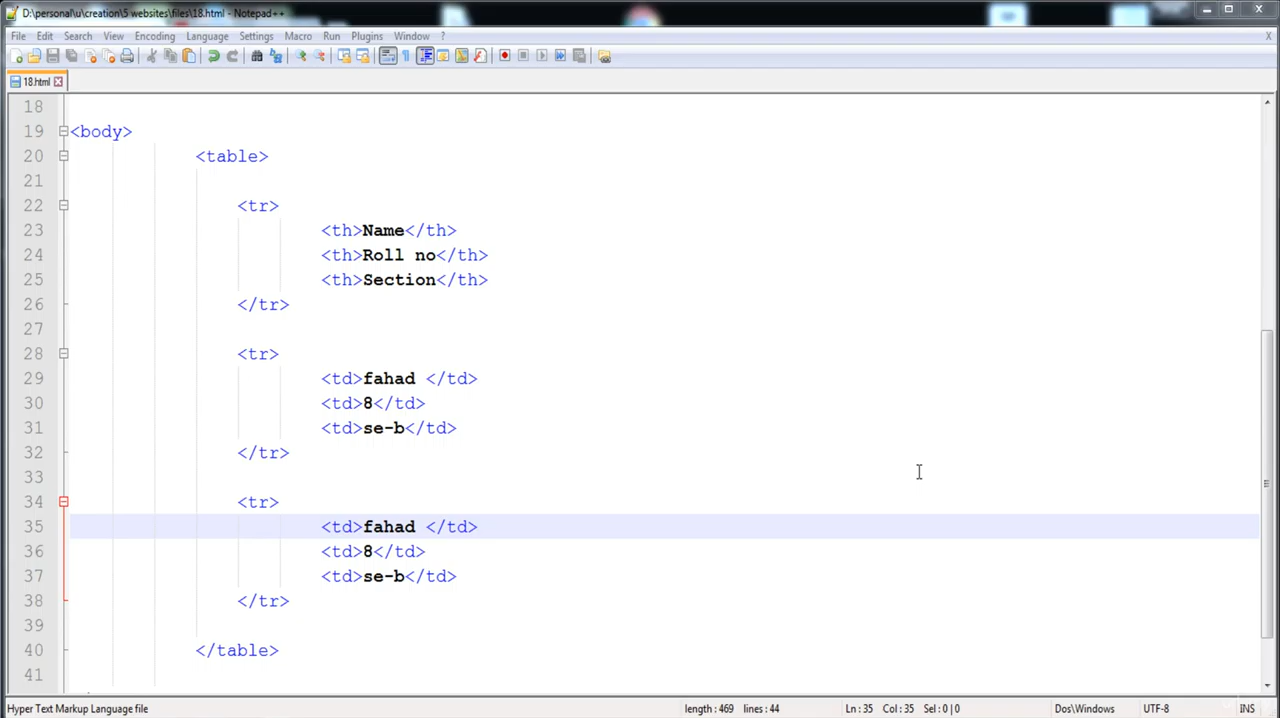 D:\personal\u\creation\5 websites\files\18.html - Notepad++
File Edit Search View Encoding Language Settings Macro Run Plugins Window ?
X
18.html
18
19 <body>
20 <table>
21
22 <tr>
23 <th>Name</th>
24 <th>Roll no</th>
25 <th>Section</th>
26 </tr>
27
28 <tr>
29 <td>fahad </td>
30 <td>8</td>
31 <td>se-b</td>
32 </tr>
33
34 <tr>
35 <td>fahad </td>
36 <td>8</td>
37 <td>se-b</td>
38 </tr>
39
40 </table>
41
Hyper Text Markup Language file length : 469 lines : 44 Ln : 35 Col : 35 Sel : 0 | 0 Dos\Windows UTF-8 INS